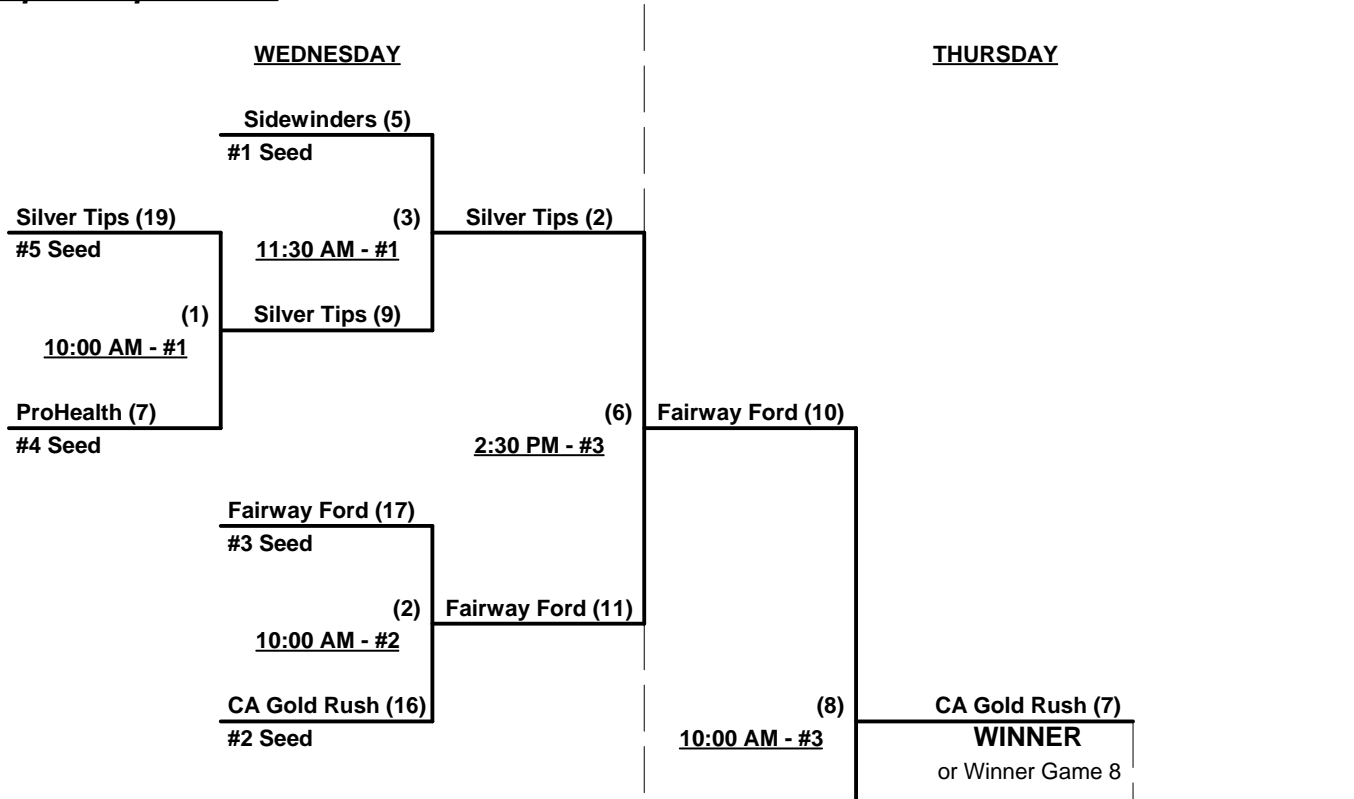 WEDNESDAY
THURSDAY
Sidewinders (5)
#1 Seed
Silver Tips (19)
(3)
Silver Tips (2)
#5 Seed
11:30 AM - #1
(1)
Silver Tips (9)
10:00 AM - #1
ProHealth (7)
(6)
Fairway Ford (10)
#4 Seed
2:30 PM - #3
Fairway Ford (17)
#3 Seed
(2)
Fairway Ford (11)
10:00 AM - #2
CA Gold Rush (16)
(8)
CA Gold Rush (7)
#2 Seed
10:00 AM - #3
WINNER
or Winner Game 8